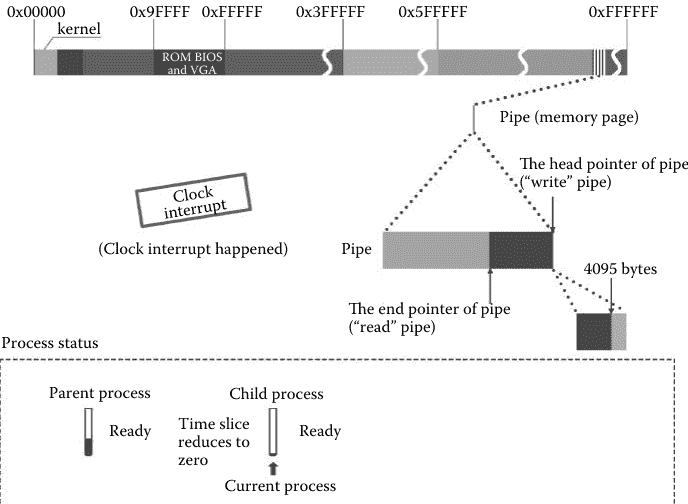 0x00000 0x9FFFF 0xFFFFF 0x3FFFFF 0x5FFFFF 0xFFFFFF
kernel
ROM BIOS
and VGA
Pipe (memory page)
The head pointer of pipe
(“write” pipe)
Clock
interrupt
(Clock interrupt happened)
Pipe
4095 bytes
The end pointer of pipe
(“read” pipe)
Process status
Parent process
Ready
Child process
Time slice
reduces to
zero
Ready
Current process